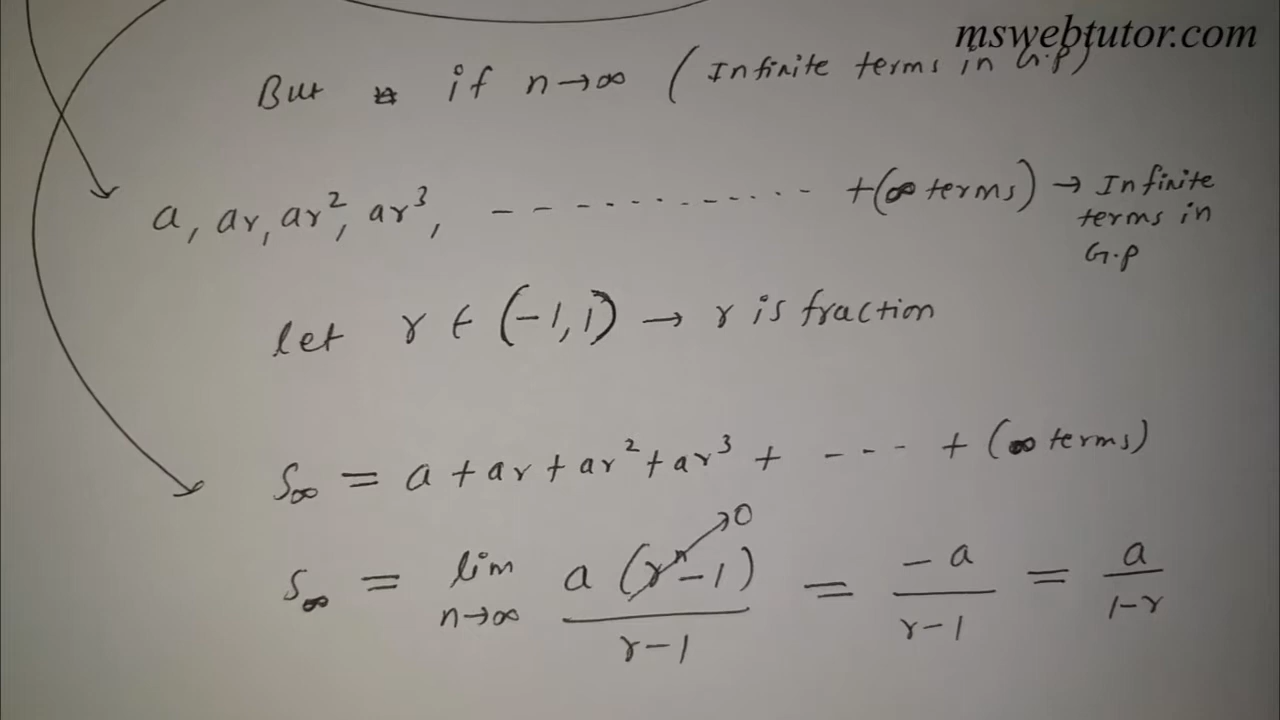 mswebtutor.com
But if n→∞ (Infinite terms in G.P)
a, ar, ar², ar³, - - - - - - - - - - - - - +(∞ terms) → Infinite
terms in
G.P
let r ∈ (-1, 1) → r is fraction
S∞ = a + ar + ar² + ar³ + - - - - + (∞ terms)
→0
S∞ = lim n→∞ a (rⁿ-1) / r-1 = -a / r-1 = a / 1-r